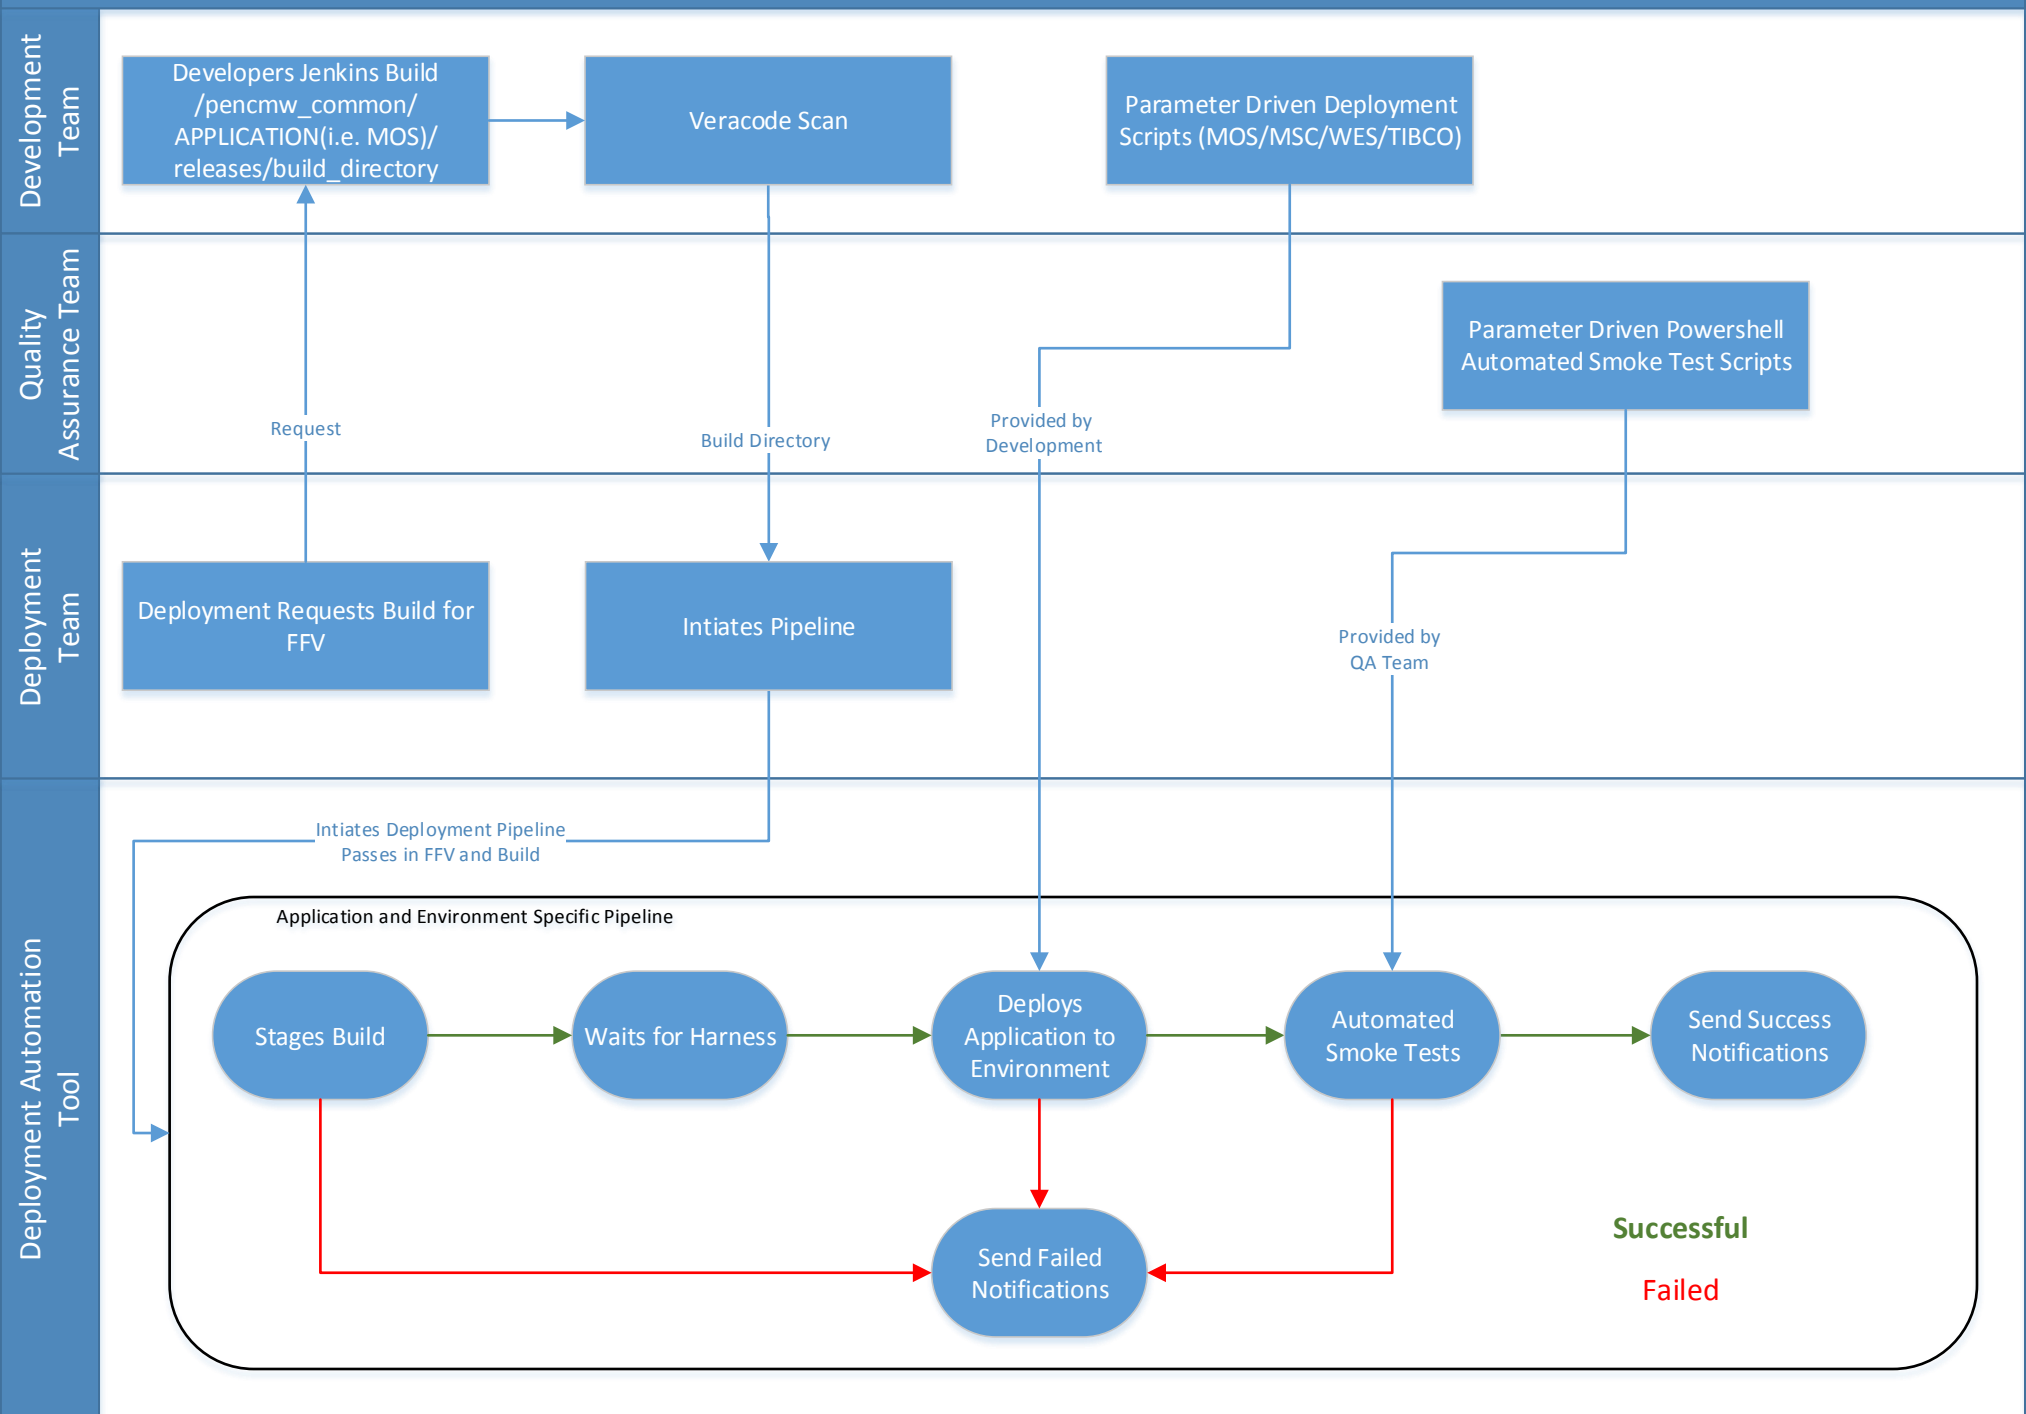 Development
Team
Developers Jenkins Build
/pencmw_common/
APPLICATION(i.e. MOS)/
releases/build_directory
Veracode Scan
Parameter Driven Deployment
Scripts (MOS/MSC/WES/TIBCO)
Quality
Assurance Team
Parameter Driven Powershell
Automated Smoke Test Scripts
Request
Build Directory
Provided by
Development
Deployment
Team
Deployment Requests Build for
FFV
Intiates Pipeline
Provided by
QA Team
Deployment Automation
Tool
Intiates Deployment Pipeline
Passes in FFV and Build
Application and Environment Specific Pipeline
Stages Build
Waits for Harness
Deploys
Application to
Environment
Automated
Smoke Tests
Send Success
Notifications
Send Failed
Notifications
Successful
Failed